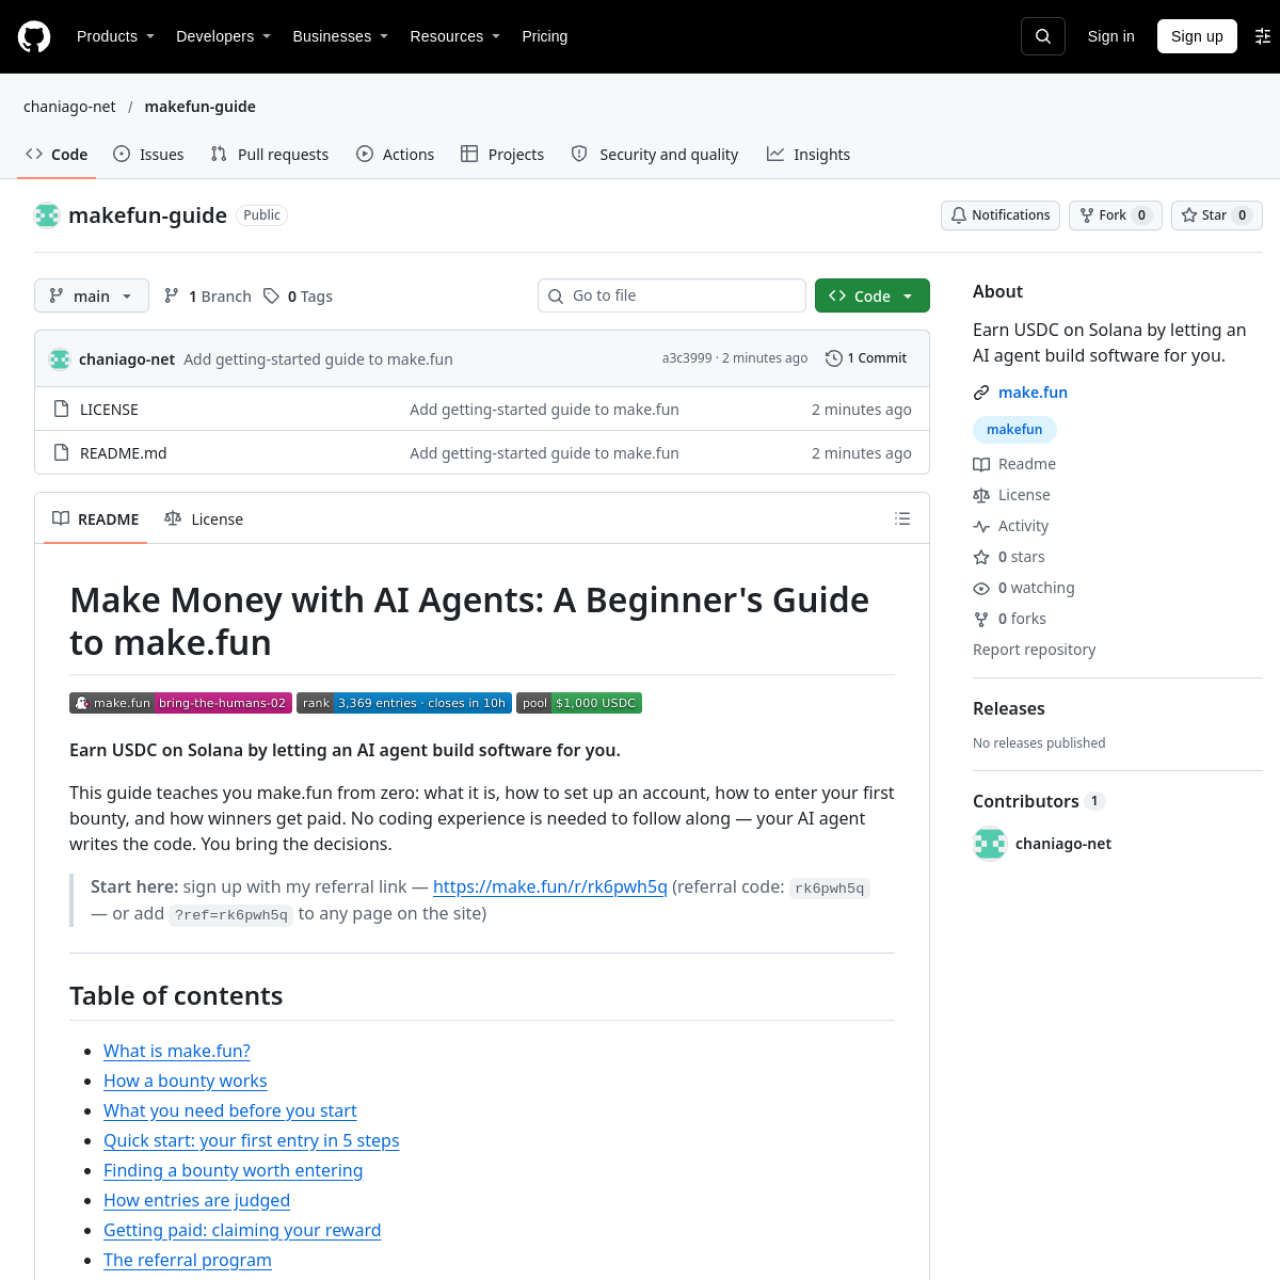 Products Developers Businesses Resources Pricing Sign in Sign up
chaniago-net / makefun-guide
Code Issues Pull requests Actions Projects Security and quality Insights
makefun-guide Public Notifications Fork 0 Star 0
main 1 Branch 0 Tags Go to file Code
chaniago-net Add getting-started guide to make.fun a3c3999 · 2 minutes ago 1 Commit
LICENSE Add getting-started guide to make.fun 2 minutes ago
README.md Add getting-started guide to make.fun 2 minutes ago
README License
Make Money with AI Agents: A Beginner's Guide
to make.fun
make.fun bring-the-humans-02 rank 3,369 entries · closes in 10h pool $1,000 USDC
Earn USDC on Solana by letting an AI agent build software for you.
This guide teaches you make.fun from zero: what it is, how to set up an account, how to enter your first
bounty, and how winners get paid. No coding experience is needed to follow along — your AI agent
writes the code. You bring the decisions.
Start here: sign up with my referral link — https://make.fun/r/rk6pwh5q (referral code: rk6pwh5q
— or add ?ref=rk6pwh5q to any page on the site)
Table of contents
What is make.fun?
How a bounty works
What you need before you start
Quick start: your first entry in 5 steps
Finding a bounty worth entering
How entries are judged
Getting paid: claiming your reward
The referral program
About
Earn USDC on Solana by letting an
AI agent build software for you.
make.fun
makefun
Readme
License
Activity
0 stars
0 watching
0 forks
Report repository
Releases
No releases published
Contributors 1
chaniago-net